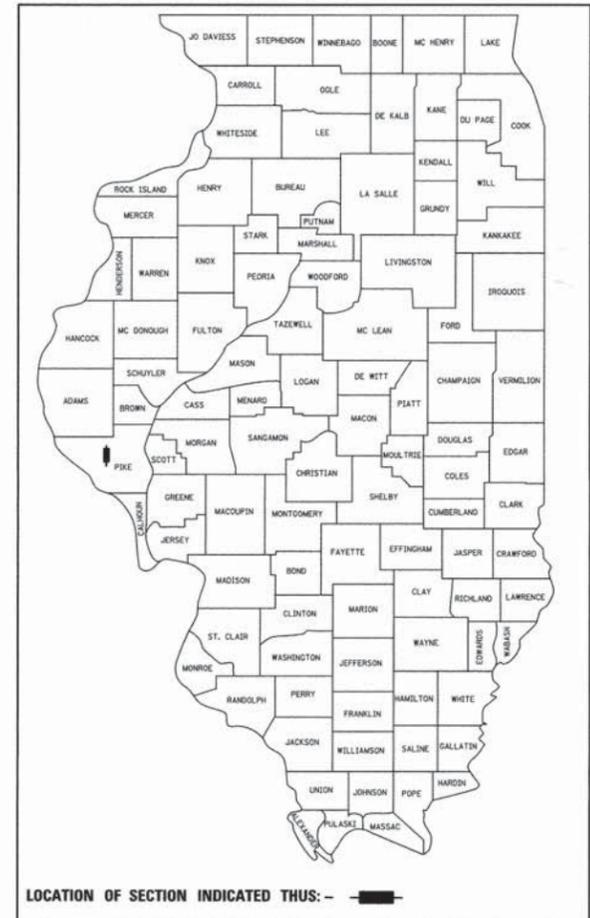 JO DAVIESS STEPHENSON WINNEBAGO BOONE MC HENRY LAKE
CARROLL OGLE DE KALB KANE DU PAGE COOK
WHITESIDE LEE
KENDALL WILL
ROCK ISLAND HENRY BUREAU LA SALLE GRUNDY
MERCER PUTNAM KANKAKEE
HENDERSON WARREN KNOX STARK MARSHALL
PEORIA WOODFORD LIVINGSTON IROQUOIS
HANCOCK MC DONOUGH FULTON TAZEWELL MC LEAN FORD
SCHUYLER MASON
ADAMS BROWN CASS MENARD LOGAN DE WITT PIATT CHAMPAIGN VERMILION
MACON
PIKE SCOTT MORGAN SANGAMON CHRISTIAN MOULTRIE DOUGLAS EDGAR
COLES
CALHOUN GREENE MACOUPIN MONTGOMERY SHELBY CUMBERLAND CLARK
JERSEY FAYETTE EFFINGHAM JASPER CRAWFORD
MADISON BOND CLAY RICHLAND LAWRENCE
CLINTON MARION
ST. CLAIR WAYNE EDWARDS WABASH
MONROE WASHINGTON JEFFERSON
RANDOLPH PERRY HAMILTON WHITE
FRANKLIN
JACKSON WILLIAMSON SALINE GALLATIN
UNION JOHNSON POPE HARDIN
ALEXANDER PULASKI MASSAC
LOCATION OF SECTION INDICATED THUS: -